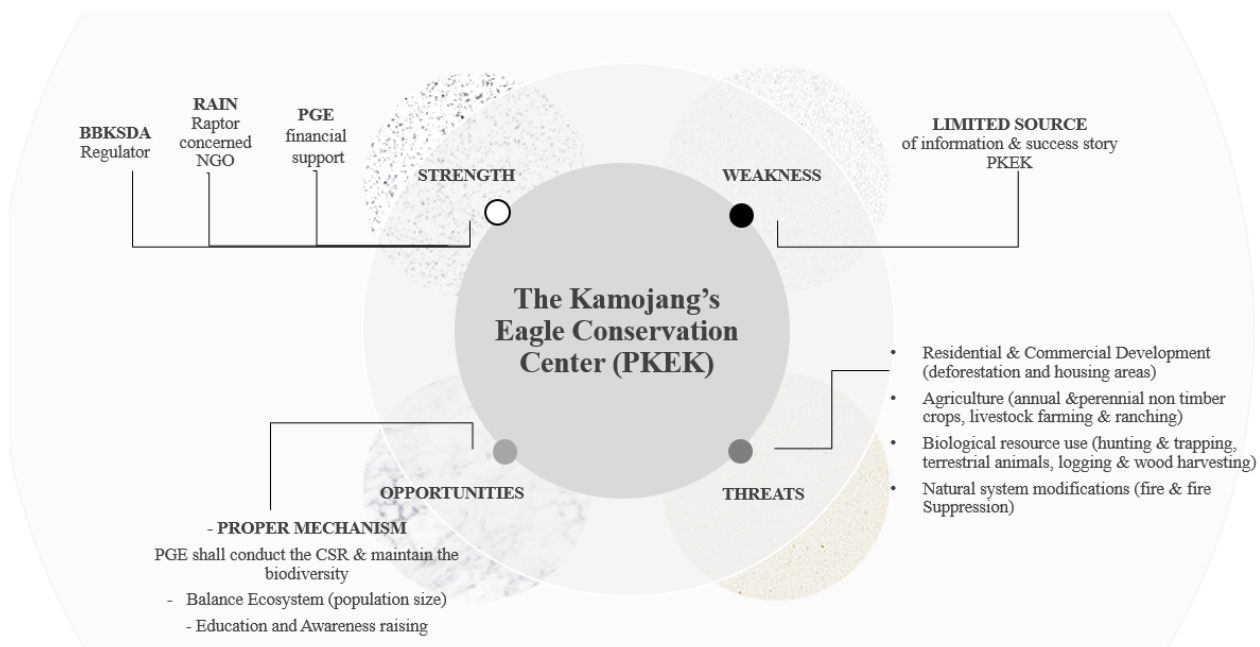 BBKSDA
Regulator
RAIN
Raptor
concerned
NGO
PGE
financial
support
STRENGTH
WEAKNESS
LIMITED SOURCE
of information & success story
PKEK
The Kamojang’s
Eagle Conservation
Center (PKEK)
OPPORTUNITIES
- PROPER MECHANISM
PGE shall conduct the CSR & maintain the
biodiversity
- Balance Ecosystem (population size)
- Education and Awareness raising
THREATS
• Residential & Commercial Development
(deforestation and housing areas)
• Agriculture (annual &perennial non timber
crops, livestock farming & ranching)
• Biological resource use (hunting & trapping,
terrestrial animals, logging & wood harvesting)
• Natural system modifications (fire & fire
Suppression)